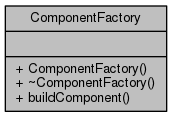 ComponentFactory
+ ComponentFactory()
+ ~ComponentFactory()
+ buildComponent()